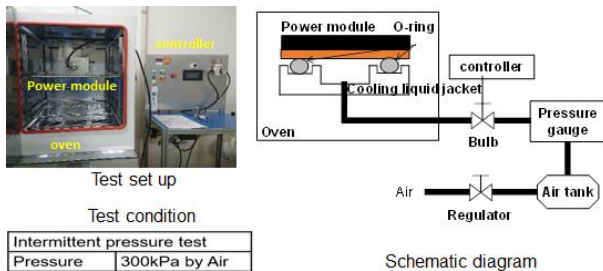 controller
Power module
oven
Test set up
Test condition
Intermittent pressure test
Pressure 300kPa by Air
Power module O-ring
Cooling liquid jacket
Oven
controller
Bulb
Pressure
gauge
Air
Regulator
Air tank
Schematic diagram